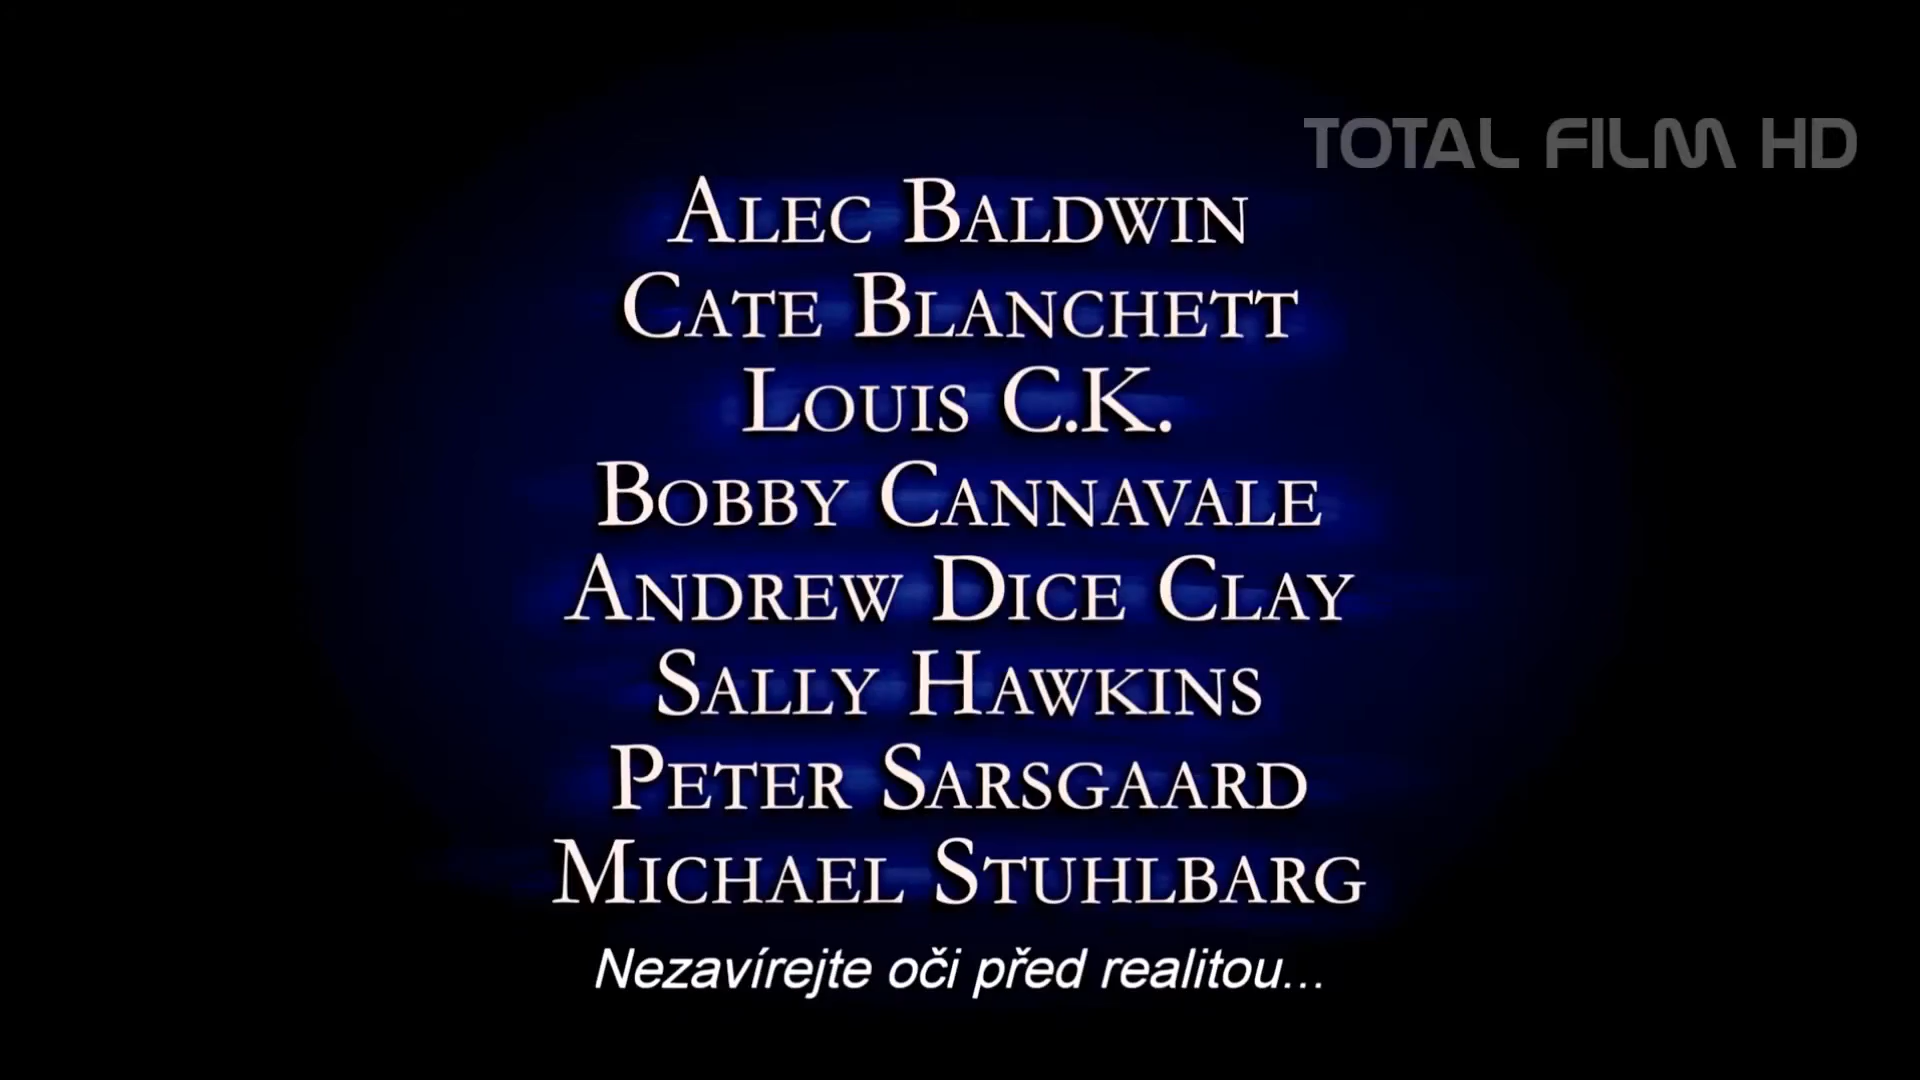 TOTAL FILM HD
ALEC BALDWIN
CATE BLANCHETT
LOUIS C.K.
BOBBY CANNAVALE
ANDREW DICE CLAY
SALLY HAWKINS
PETER SARSGAARD
MICHAEL STUHLBARG
Nezavírejte oči před realitou...